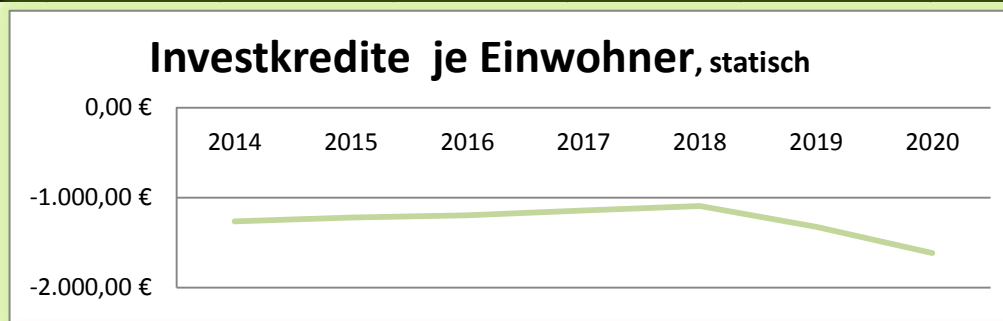 Investkredite je Einwohner, statisch
0,00 €
2014 2015 2016 2017 2018 2019 2020
-1.000,00 €
-2.000,00 €